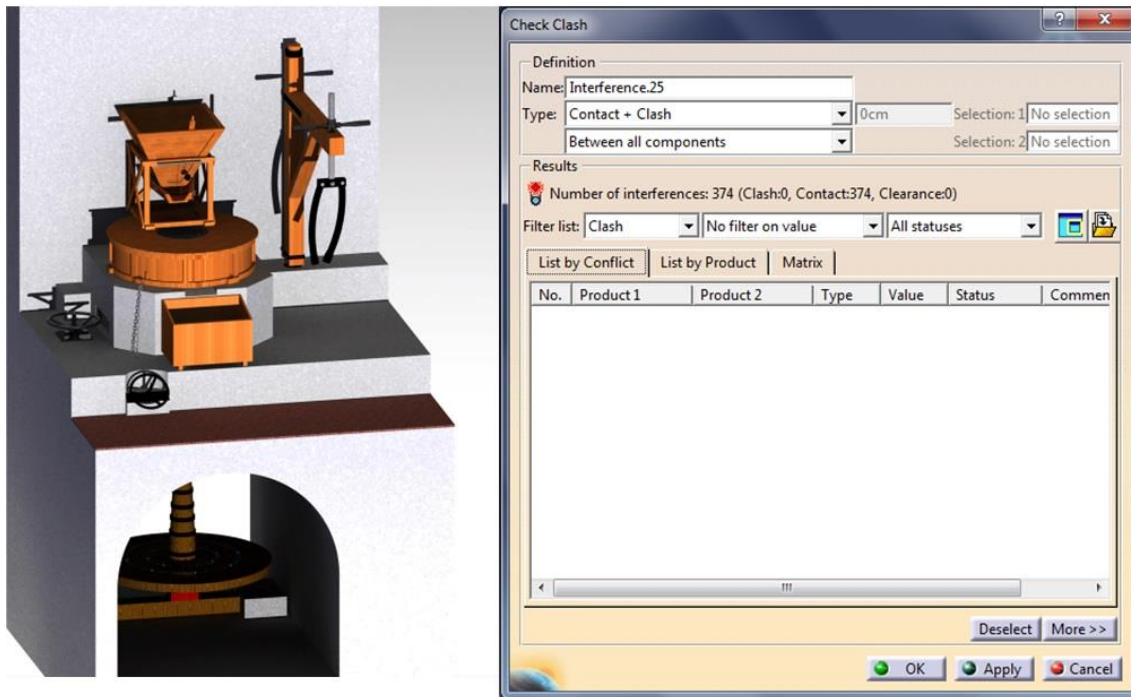 Check Clash
Definition
Name: Interference.25
Type: Contact + Clash 0cm Selection: 1 No selection
Between all components Selection: 2 No selection
Results
Number of interferences: 374 (Clash:0, Contact:374, Clearance:0)
Filter list: Clash No filter on value All statuses
List by Conflict List by Product Matrix
No. Product 1 Product 2 Type Value Status Commen
Deselect More >>
OK Apply Cancel